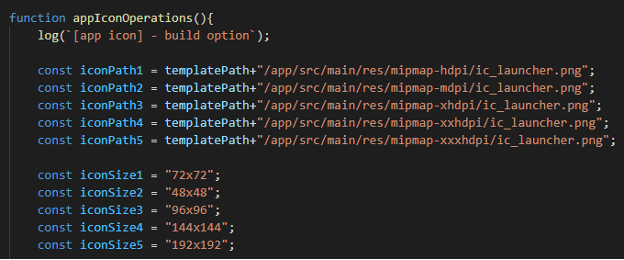 function appIconOperations(){
log(`[app icon] - build option`);
const iconPath1 = templatePath+"/app/src/main/res/mipmap-hdpi/ic_launcher.png";
const iconPath2 = templatePath+"/app/src/main/res/mipmap-mdpi/ic_launcher.png";
const iconPath3 = templatePath+"/app/src/main/res/mipmap-xhdpi/ic_launcher.png";
const iconPath4 = templatePath+"/app/src/main/res/mipmap-xxhdpi/ic_launcher.png";
const iconPath5 = templatePath+"/app/src/main/res/mipmap-xxxhdpi/ic_launcher.png";
const iconSize1 = "72x72";
const iconSize2 = "48x48";
const iconSize3 = "96x96";
const iconSize4 = "144x144";
const iconSize5 = "192x192";